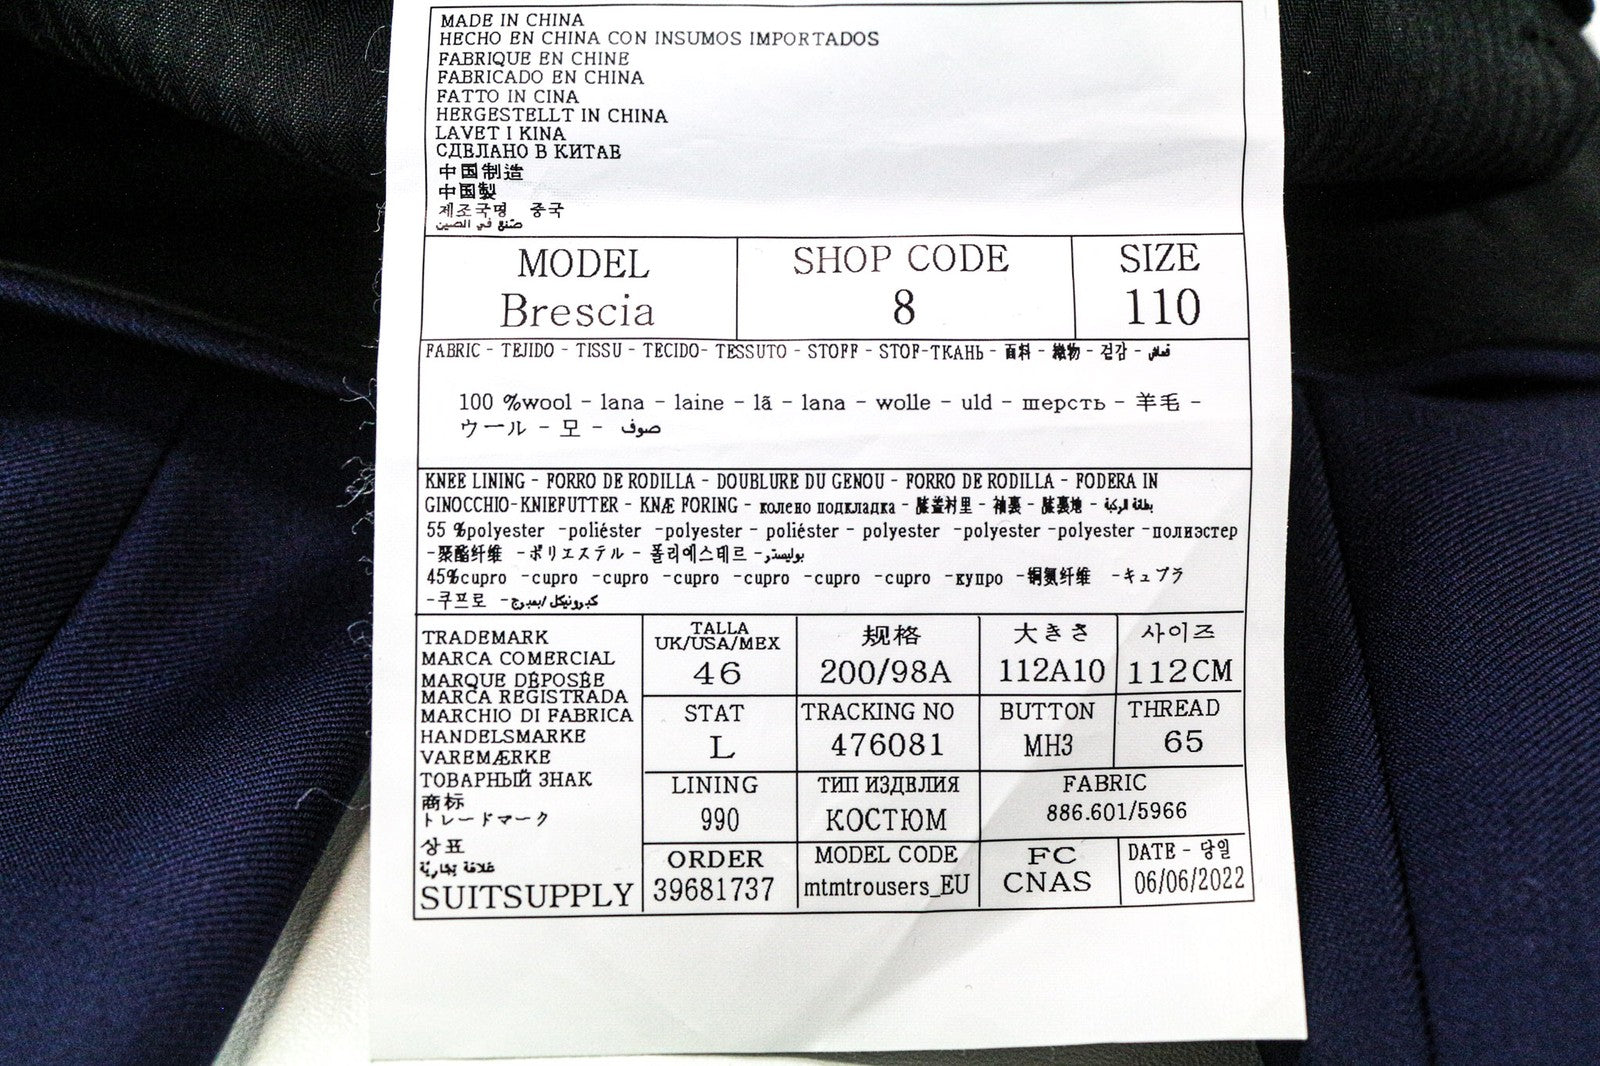 MADE IN CHINA
HECHO EN CHINA CON INSUMOS IMPORTADOS
FABRIQUE EN CHINE
FABRICADO EN CHINA
FATTO IN CINA
HERGESTELLT IN CHINA
LAVET I KINA
СДЕЛАНО В КИТАЕ
中国制造
中国製
제조국명 중국
صنع في الصين
MODEL
Brescia
SHOP CODE
8
SIZE
110
FABRIC - TEJIDO - TISSU - TECIDO- TESSUTO - STOFF - STOF-ТКАНЬ - 面料 - 織物 - 겉감 - قماش
100 %wool - lana - laine - lã - lana - wolle - uld - шерсть - 羊毛 -
ウール - 모 - صوف
KNEE LINING - FORRO DE RODILLA - DOUBLURE DU GENOU - FORRO DE RODILLA - FODERA IN
GINOCCHIO-KNIEFUTTER - KNÆ FORING - колено подкладка - 膝盖衬里 - 袖裏 - 膝裏地 - بطانة الركبة
55 %polyester -poliéster -polyester - poliéster - polyester -polyester -polyester -полиэстер
-聚酯纤维 -ポリエステル - 폴리에스테르 -بوليستر
45%cupro -cupro -cupro -cupro -cupro -cupro -cupro -купро -铜氨纤维 -キュプラ
-쿠프로 -كبرونيكل/بمبرج
TRADEMARK
MARCA COMERCIAL
MARQUE DÉPOSÉE
MARCA REGISTRADA
MARCHIO DI FABRICA
HANDELSMARKE
VAREMÆRKE
ТОВАРНЫЙ ЗНАК
商标
トレードマーク
상표
علامة تجارية
SUITSUPPLY
TALLA
UK/USA/MEX
46
规格
200/98A
大きさ
112A10
사이즈
112CM
STAT
L
TRACKING NO
476081
BUTTON
MH3
THREAD
65
LINING
990
ТИП ИЗДЕЛИЯ
КОСТЮМ
FABRIC
886.601/5966
ORDER
39681737
MODEL CODE
mtmtrousers_EU
FC
CNAS
DATE - 당일
06/06/2022